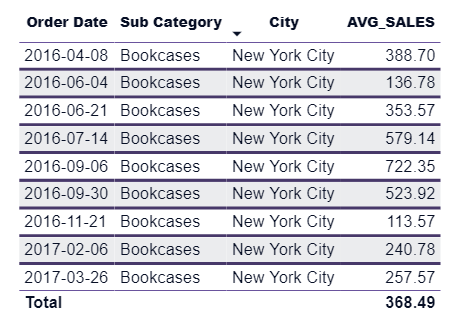 Order Date Sub Category City AVG_SALES
2016-04-08 Bookcases New York City 388.70
2016-06-04 Bookcases New York City 136.78
2016-06-21 Bookcases New York City 353.57
2016-07-14 Bookcases New York City 579.14
2016-09-06 Bookcases New York City 722.35
2016-09-30 Bookcases New York City 523.92
2016-11-21 Bookcases New York City 113.57
2017-02-06 Bookcases New York City 240.78
2017-03-26 Bookcases New York City 257.57
Total 368.49